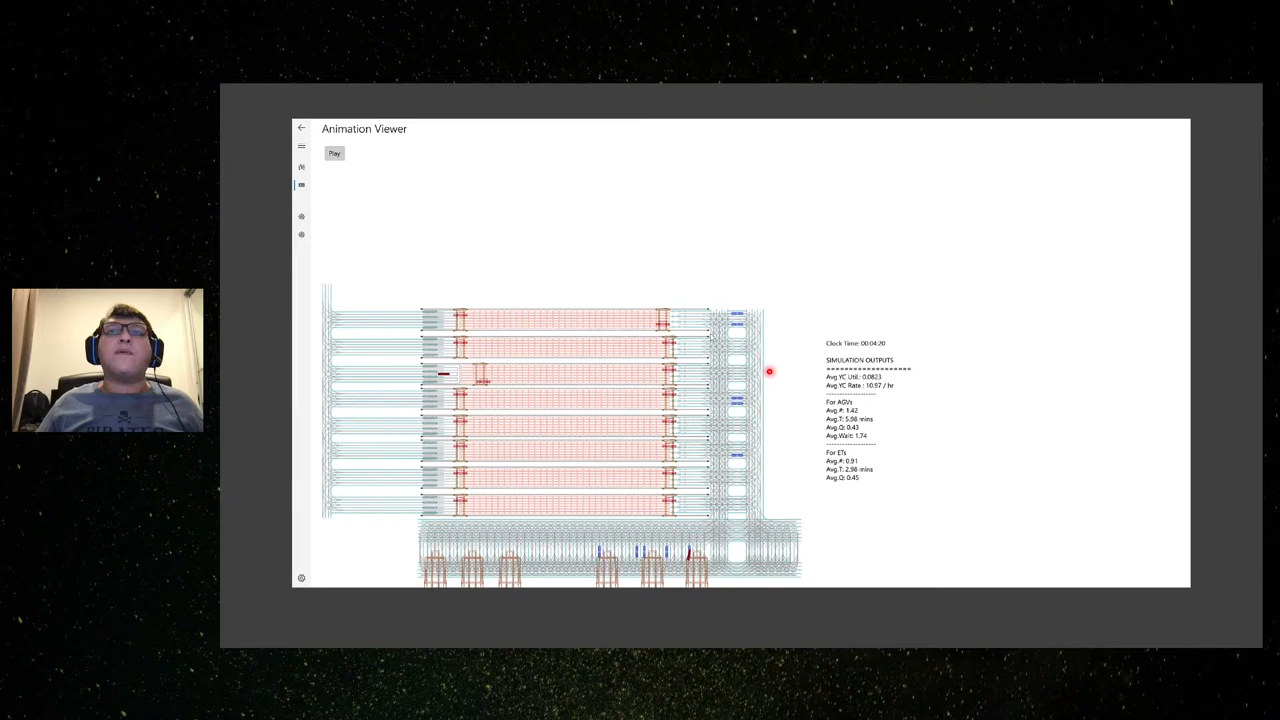 Animation Viewer
Play
Clock Time: 00:04:20
SIMULATION OUTPUTS
===================
Avg.YC Util: 0.0823
Avg.YC Rate : 10.97 / hr
--------------------
For AGVs
Avg.#: 1.42
Avg.T: 5.98 mins
Avg.Q: 0.43
Avg.Wait: 1.74
--------------------
For ETs
Avg.#: 0.91
Avg.T: 2.98 mins
Avg.Q: 0.45
PIRATES